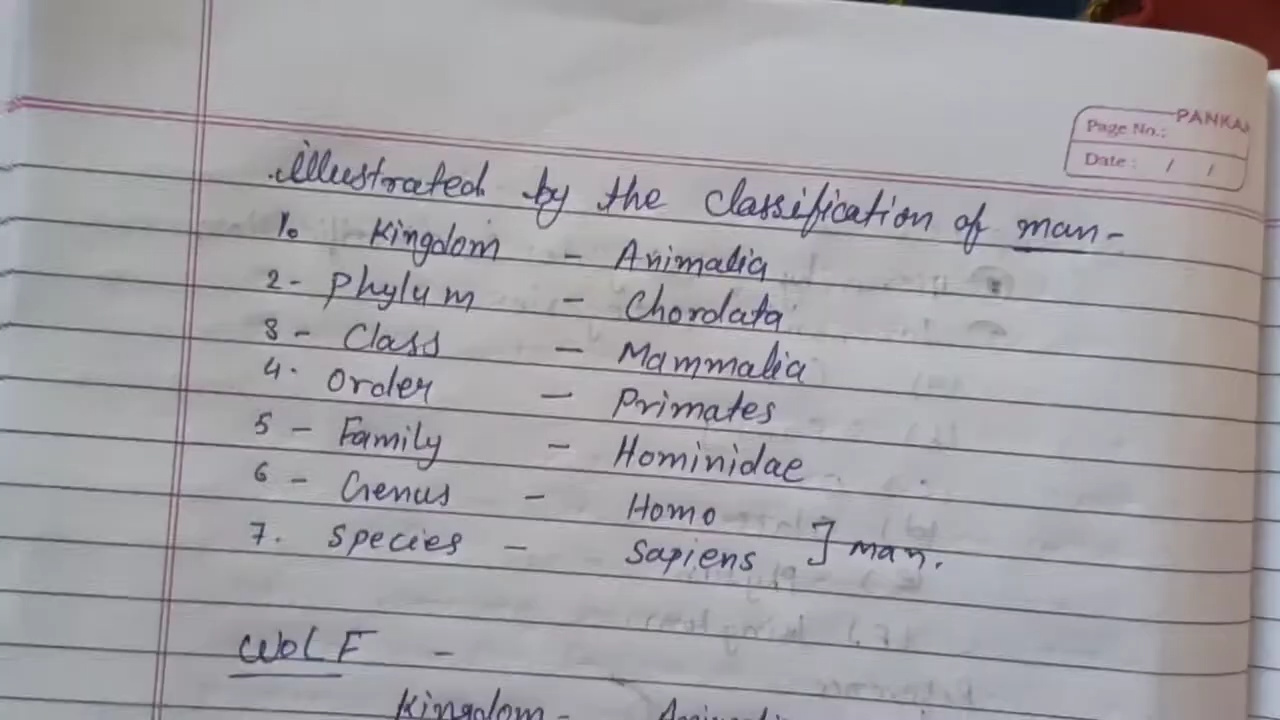 PANKAJ
Page No.:
Date: / /
illustrated by the classification of man-
1. Kingdom - Animalia
2- Phylum - Chordata
3 - Class - Mammalia
4. Order - Primates
5 - Family - Hominidae
6 - Genus - Homo
7. Species - Sapiens ] man.
WOLF -
Kingdom -